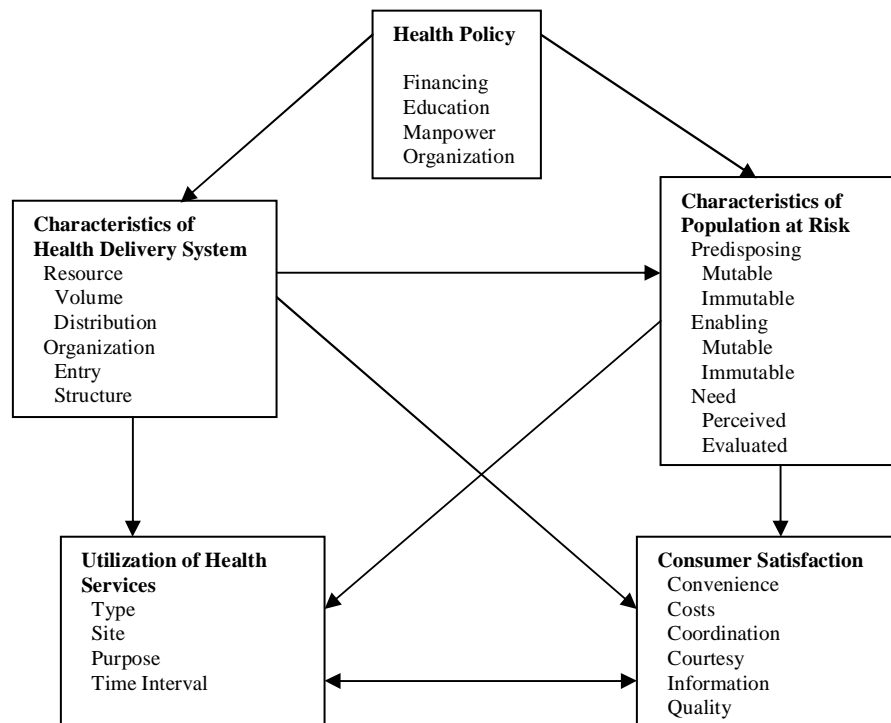 Health Policy
Financing
Education
Manpower
Organization
Characteristics of
Health Delivery System
Resource
Volume
Distribution
Organization
Entry
Structure
Characteristics of
Population at Risk
Predisposing
Mutable
Immutable
Enabling
Mutable
Immutable
Need
Perceived
Evaluated
Utilization of Health
Services
Type
Site
Purpose
Time Interval
Consumer Satisfaction
Convenience
Costs
Coordination
Courtesy
Information
Quality